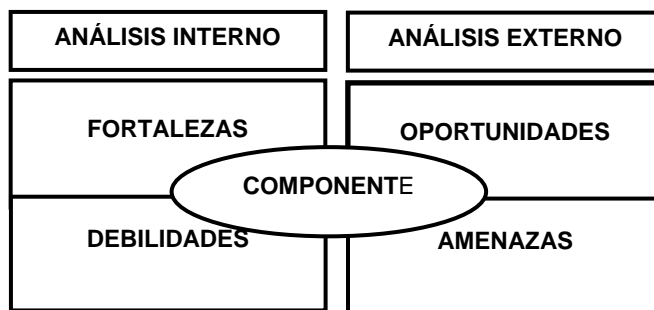 ANÁLISIS INTERNO
ANÁLISIS EXTERNO
FORTALEZAS
OPORTUNIDADES
COMPONENTE
DEBILIDADES
AMENAZAS